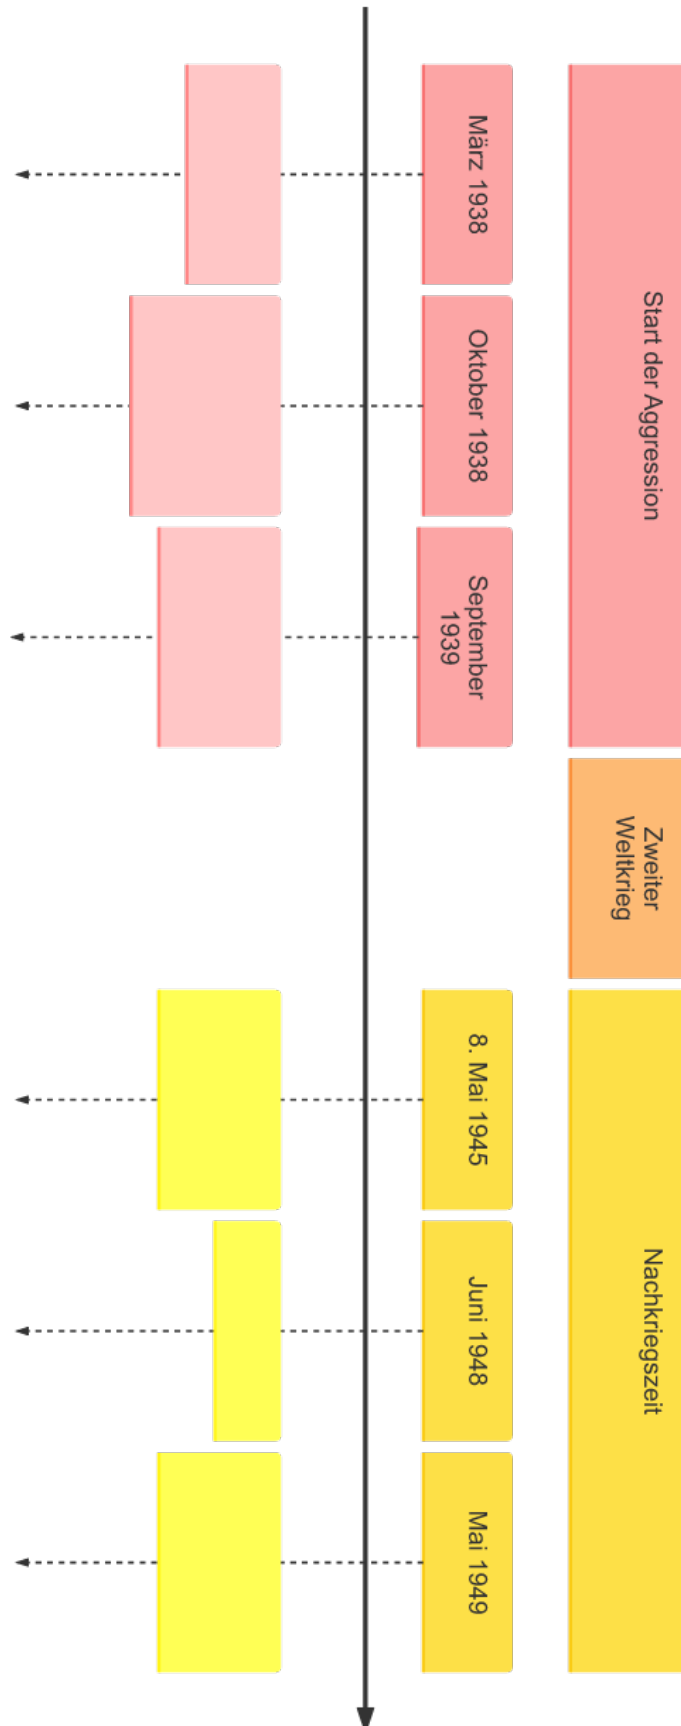 Start der Aggression
März 1938
Oktober 1938
September
1939
Zweiter
Weltkrieg
Nachkriegszeit
8. Mai 1945
Juni 1948
Mai 1949